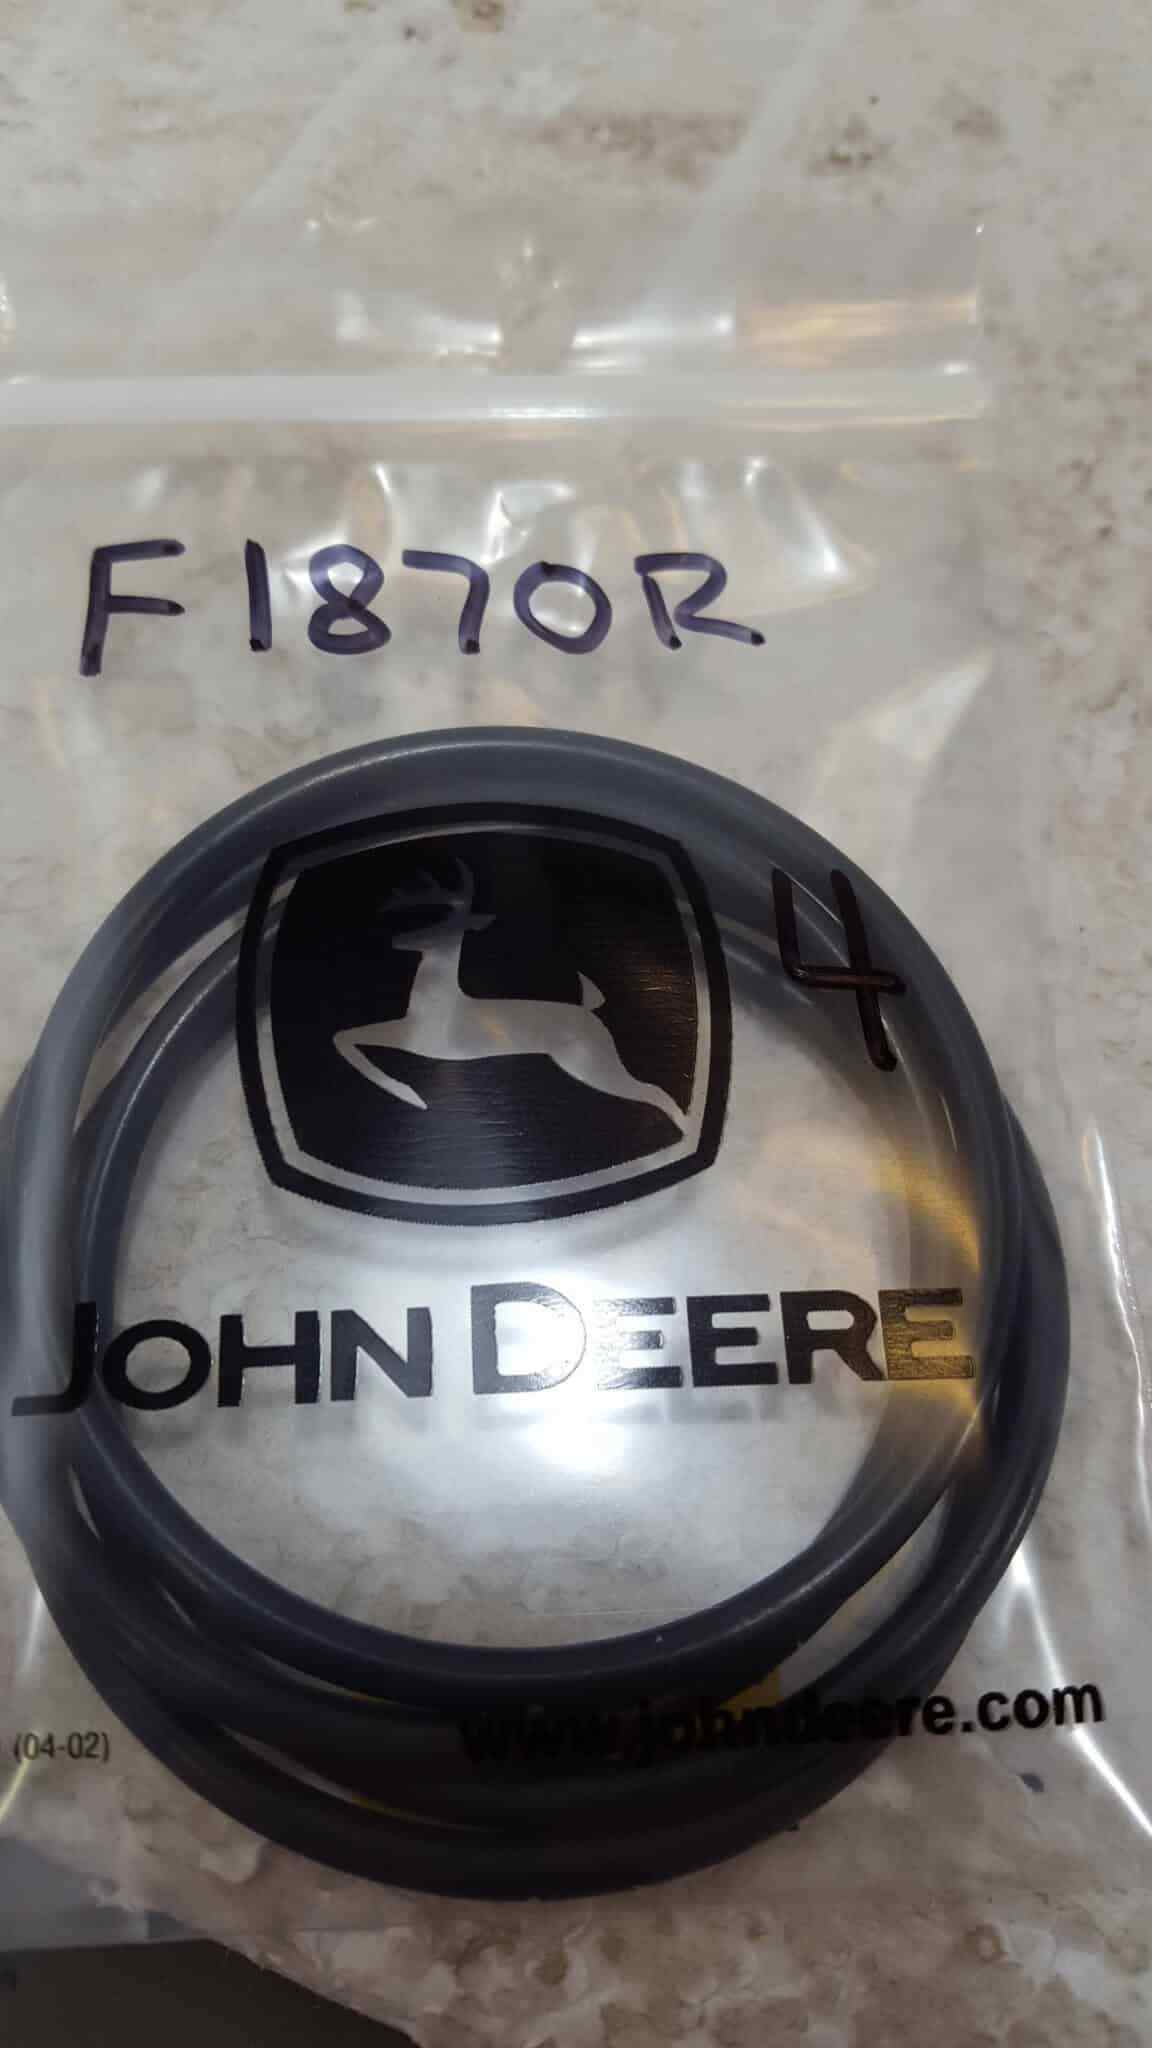 F1870R
4
JOHN DEERE
www.johndeere.com
(04-02)